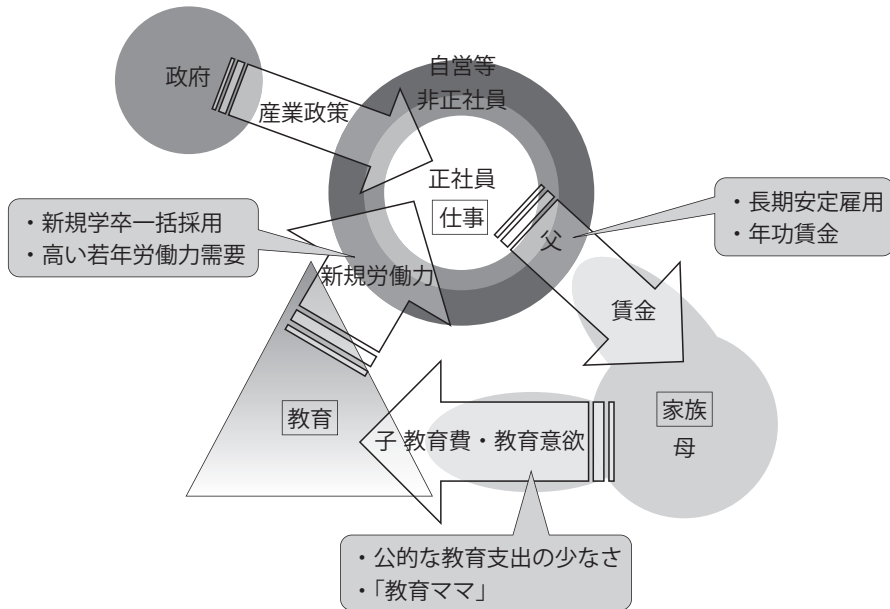 政府
産業政策
自営等
非正社員
正社員
仕事
・新規学卒一括採用
・高い若年労働力需要
新規労働力
父
・長期安定雇用
・年功賃金
賃金
教育
子 教育費・教育意欲
家族
母
・公的な教育支出の少なさ
・「教育ママ」